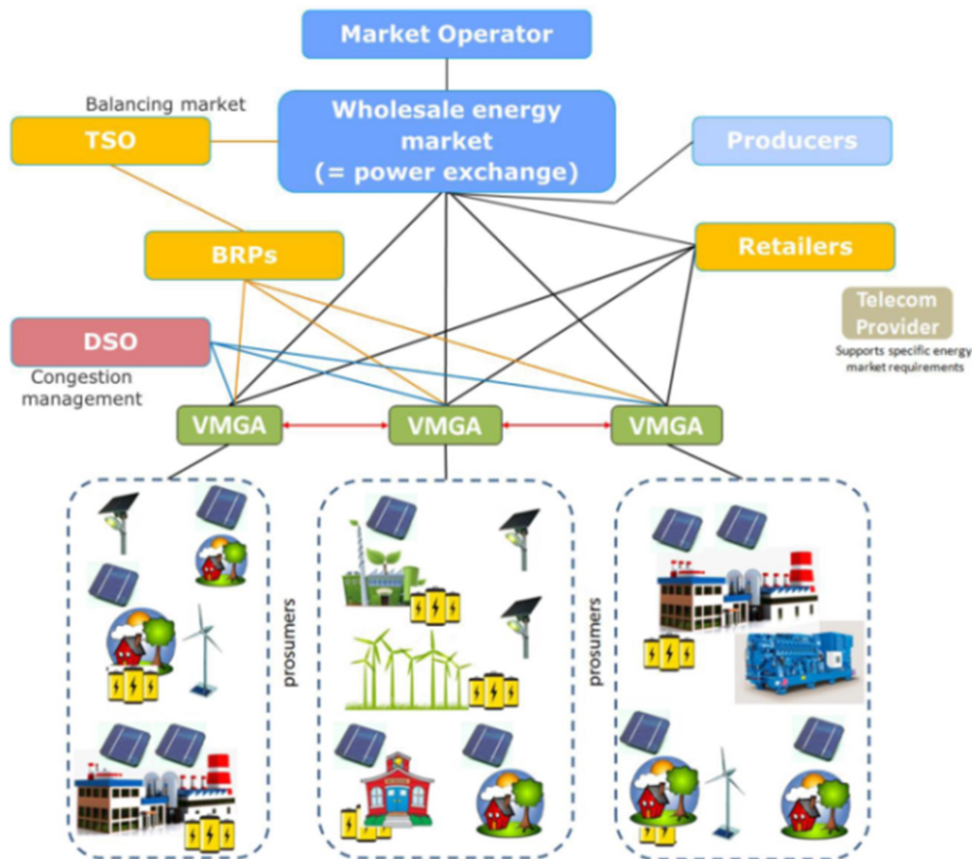 Market Operator
Balancing market
Wholesale energy
market
(= power exchange)
TSO
Producers
BRPs
Retailers
Telecom
Provider
Supports specific energy
market requirements
DSO
Congestion
management
VMGA
VMGA
VMGA
prosumers
prosumers